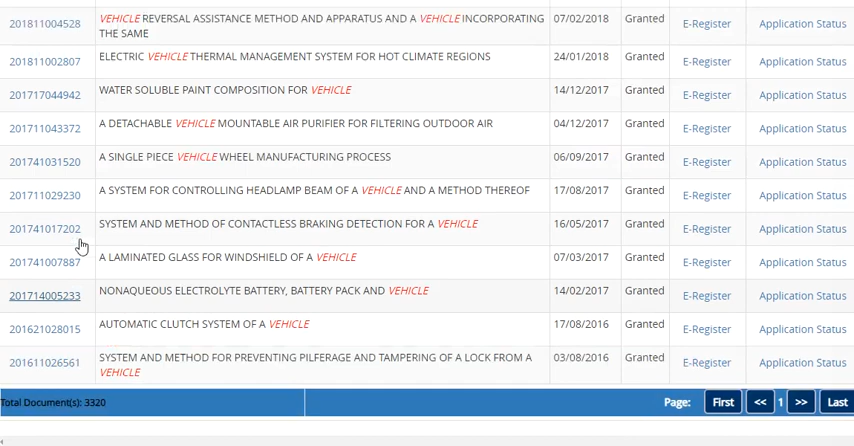 201811004528 VEHICLE REVERSAL ASSISTANCE METHOD AND APPARATUS AND A VEHICLE INCORPORATING THE SAME 07/02/2018 Granted E-Register Application Status
201811002807 ELECTRIC VEHICLE THERMAL MANAGEMENT SYSTEM FOR HOT CLIMATE REGIONS 24/01/2018 Granted E-Register Application Status
201717044942 WATER SOLUBLE PAINT COMPOSITION FOR VEHICLE 14/12/2017 Granted E-Register Application Status
201711043372 A DETACHABLE VEHICLE MOUNTABLE AIR PURIFIER FOR FILTERING OUTDOOR AIR 04/12/2017 Granted E-Register Application Status
201741031520 A SINGLE PIECE VEHICLE WHEEL MANUFACTURING PROCESS 06/09/2017 Granted E-Register Application Status
201711029230 A SYSTEM FOR CONTROLLING HEADLAMP BEAM OF A VEHICLE AND A METHOD THEREOF 17/08/2017 Granted E-Register Application Status
201741017202 SYSTEM AND METHOD OF CONTACTLESS BRAKING DETECTION FOR A VEHICLE 16/05/2017 Granted E-Register Application Status
201741007887 A LAMINATED GLASS FOR WINDSHIELD OF A VEHICLE 07/03/2017 Granted E-Register Application Status
201714005233 NONAQUEOUS ELECTROLYTE BATTERY, BATTERY PACK AND VEHICLE 14/02/2017 Granted E-Register Application Status
201621028015 AUTOMATIC CLUTCH SYSTEM OF A VEHICLE 17/08/2016 Granted E-Register Application Status
201611026561 SYSTEM AND METHOD FOR PREVENTING PILFERAGE AND TAMPERING OF A LOCK FROM A VEHICLE 03/08/2016 Granted E-Register Application Status
Total Document(s): 3320 Page: First << 1 >> Last